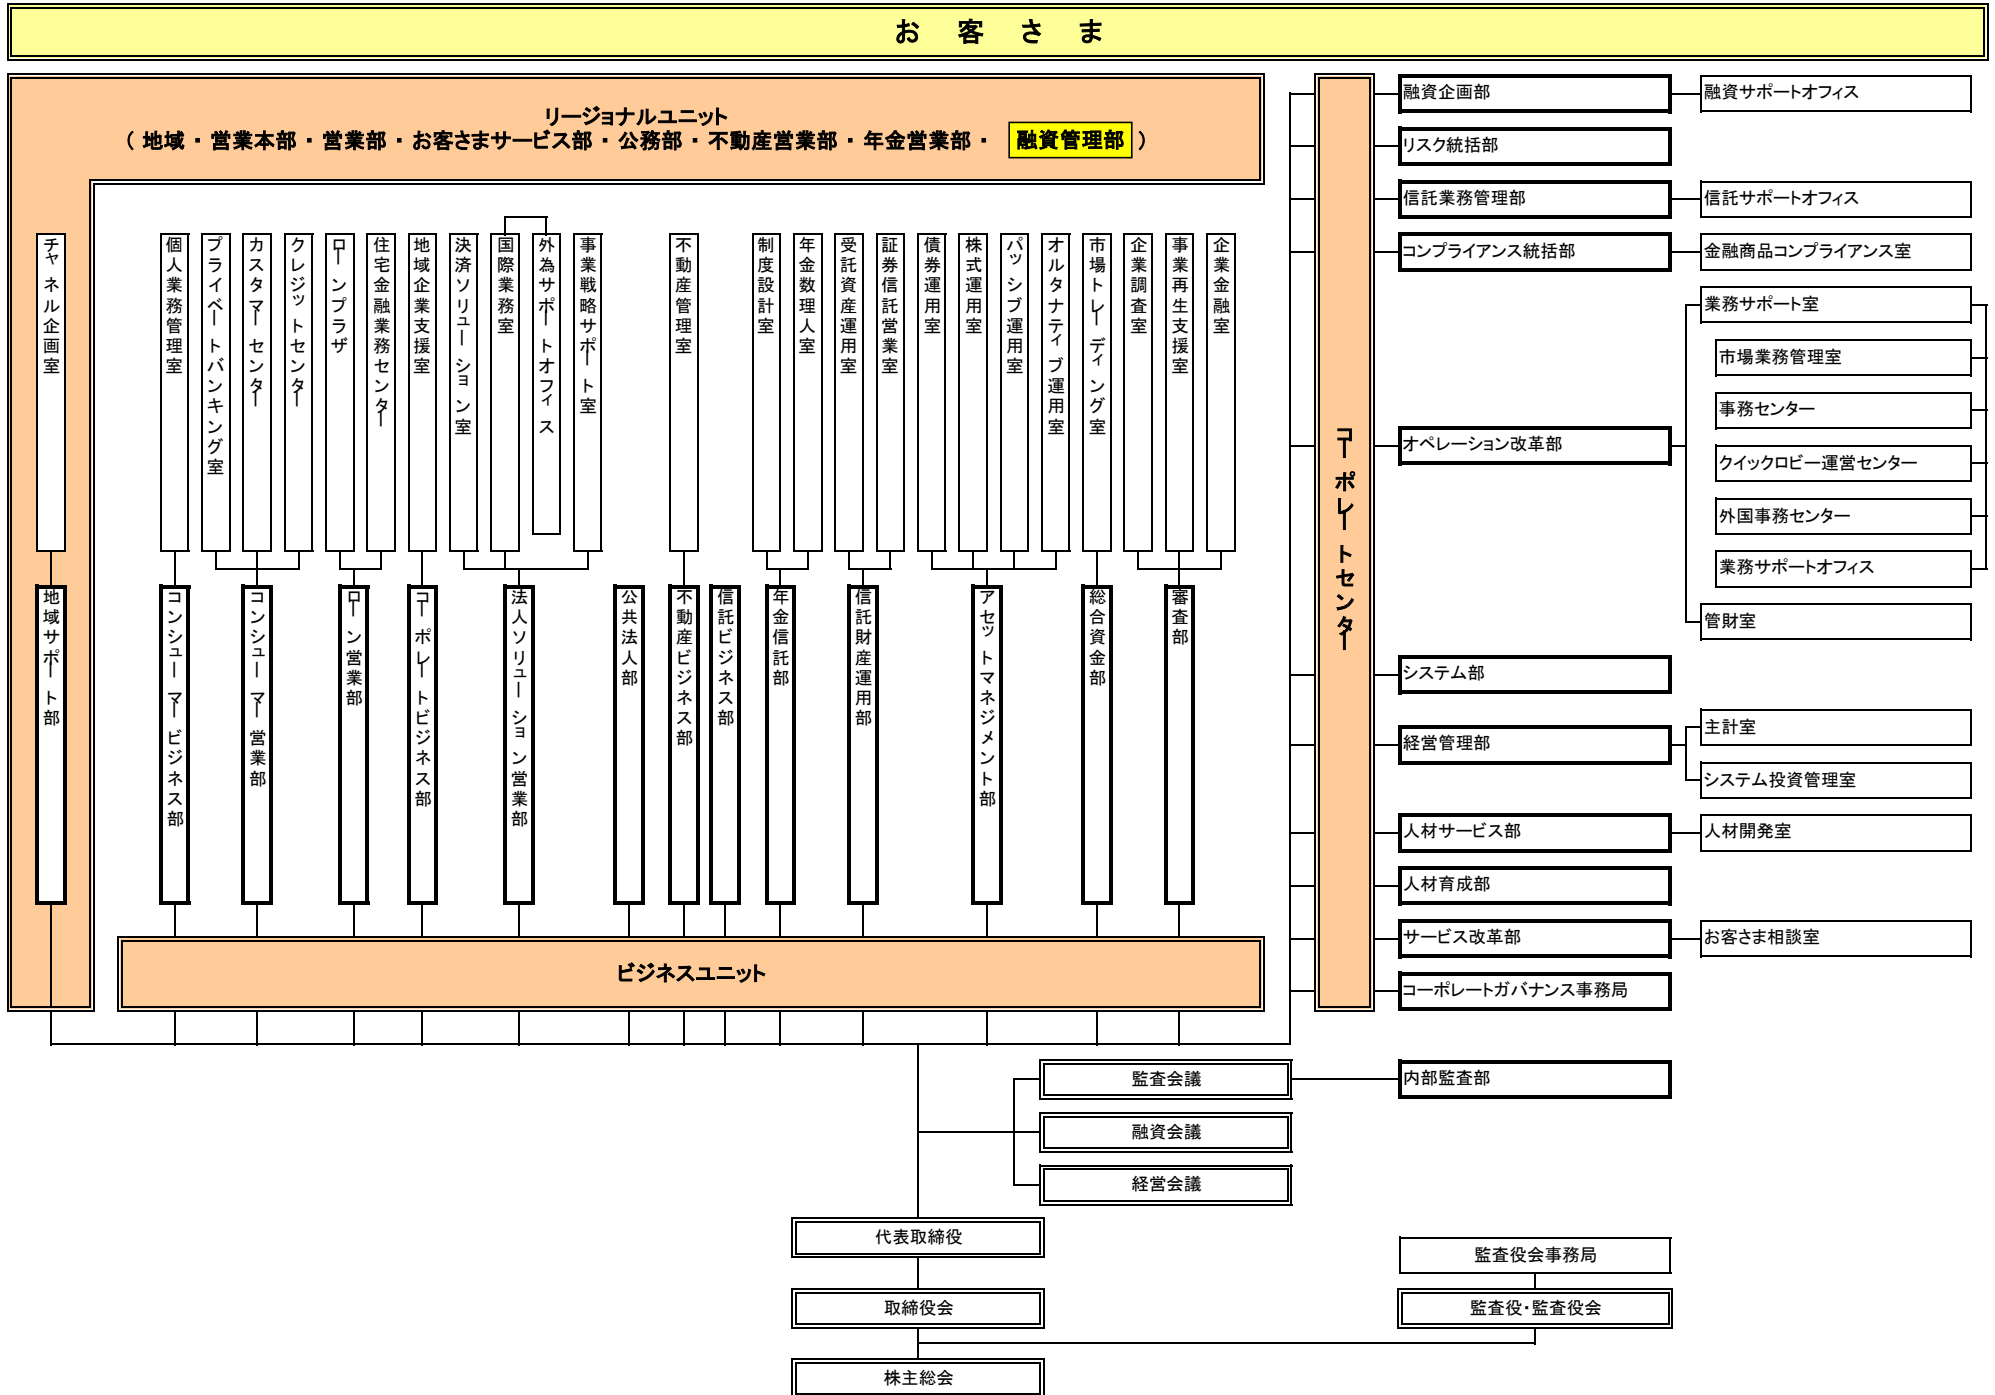 お客さま
リージョナルユニット
（ 地域 ・ 営業本部 ・ 営業部 ・ お客さまサービス部 ・ 公務部 ・ 不動産営業部 ・ 年金営業部 ・ 融資管理部 ）
チャネル企画室
個人業務管理室
プライベートバンキング室
カスタマーセンター
クレジットセンター
ローンプラザ
住宅金融業務センター
地域企業支援室
決済ソリューション室
国際業務室
外為サポートオフィス
事業戦略サポート室
不動産管理室
制度設計室
年金数理人室
受託資産運用室
証券信託営業室
債券運用室
株式運用室
パッシブ運用室
オルタナティブ運用室
市場トレーディング室
企業調査室
事業再生支援室
企業金融室
地域サポート部
コンシューマービジネス部
コンシューマー営業部
ローン営業部
コーポレートビジネス部
法人ソリューション営業部
公共法人部
不動産ビジネス部
信託ビジネス部
年金信託部
信託財産運用部
アセットマネジメント部
総合資金部
審査部
ビジネスユニット
コーポレートセンター
融資企画部
融資サポートオフィス
リスク統括部
信託業務管理部
信託サポートオフィス
コンプライアンス統括部
金融商品コンプライアンス室
オペレーション改革部
業務サポート室
市場業務管理室
事務センター
クイックロビー運営センター
外国事務センター
業務サポートオフィス
管財室
システム部
経営管理部
主計室
システム投資管理室
人材サービス部
人材開発室
人材育成部
サービス改革部
お客さま相談室
コーポレートガバナンス事務局
監査会議
内部監査部
融資会議
経営会議
代表取締役
監査役会事務局
取締役会
監査役・監査役会
株主総会